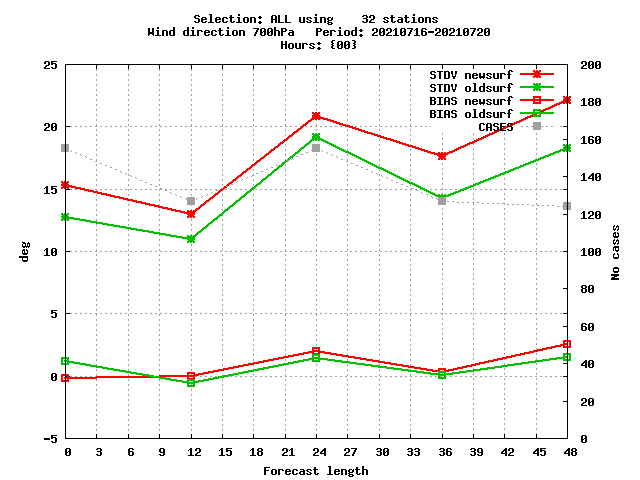 Selection: ALL using    32 stations
Wind direction 700hPa   Period: 20210716-20210720
Hours: {00}
STDV newsurf
STDV oldsurf
BIAS newsurf
BIAS oldsurf
CASES
25
20
15
10
5
0
-5
deg
200
180
160
140
120
100
80
60
40
20
0
No cases
0 3 6 9 12 15 18 21 24 27 30 33 36 39 42 45 48
Forecast length